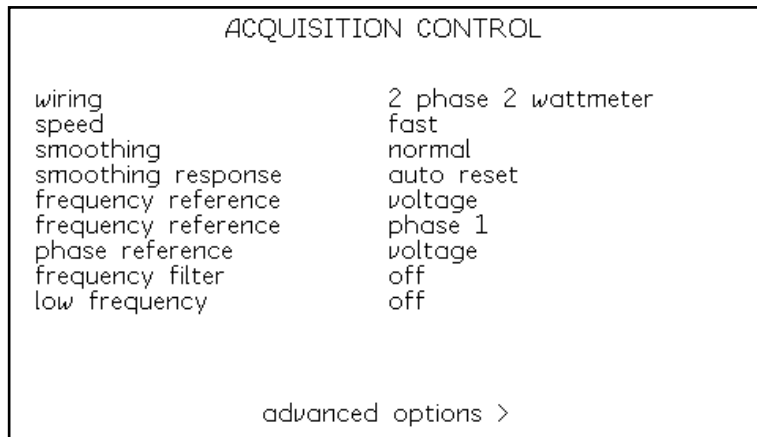 ACQUISITION CONTROL
wiring 2 phase 2 wattmeter
speed fast
smoothing normal
smoothing response auto reset
frequency reference voltage
frequency reference phase 1
phase reference voltage
frequency filter off
low frequency off
advanced options >